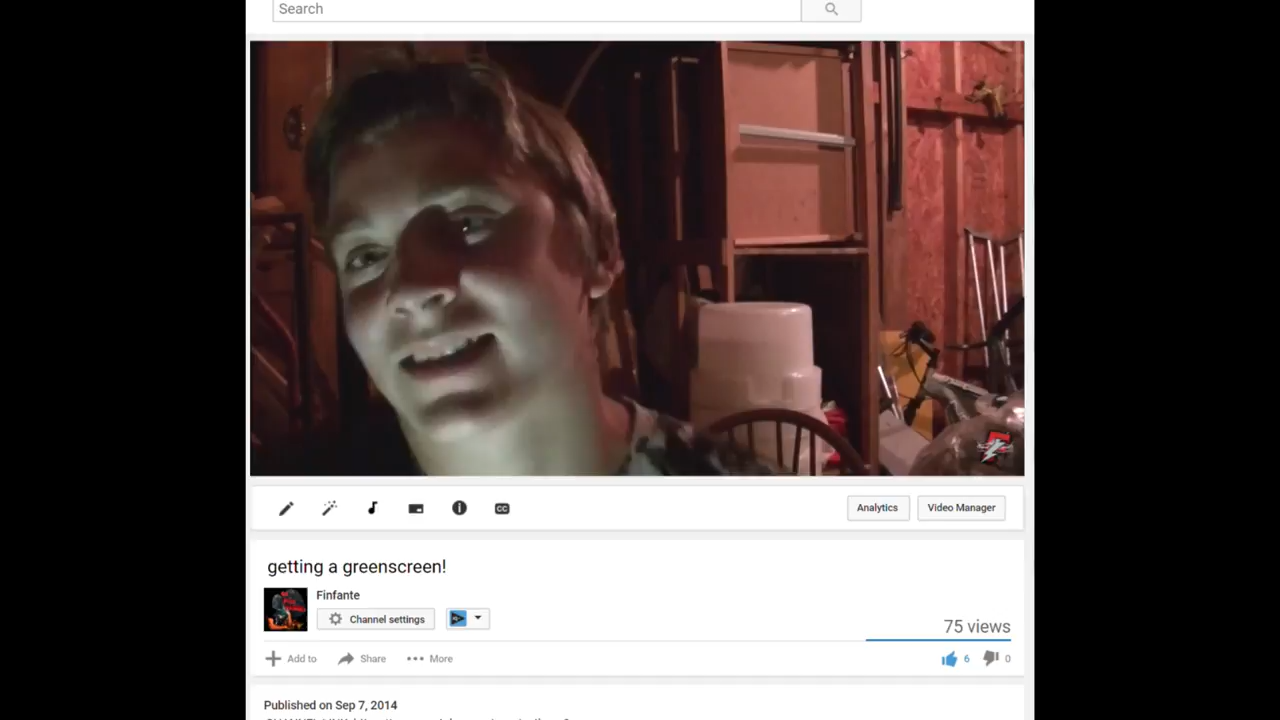 Search
CC
Analytics
Video Manager
getting a greenscreen!
Finfante
Channel settings
75 views
Add to
Share
More
6
0
Published on Sep 7, 2014